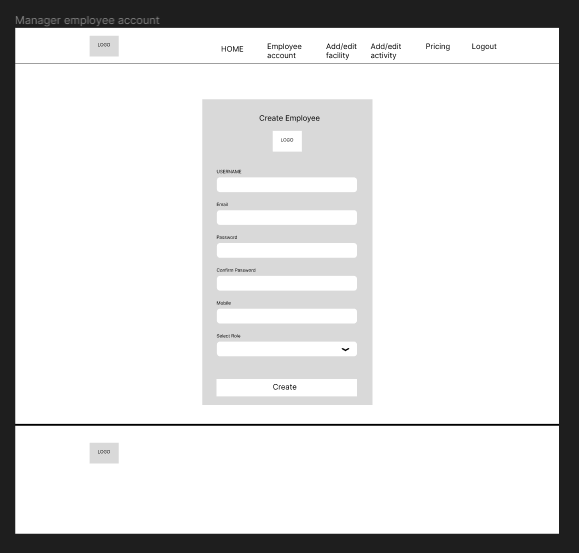 Manager employee account
LOGO
HOME
Employee
account
Add/edit
facility
Add/edit
activity
Pricing
Logout
Create Employee
LOGO
USERNAME
Email
Password
Confirm Password
Mobile
Select Role
Create
LOGO